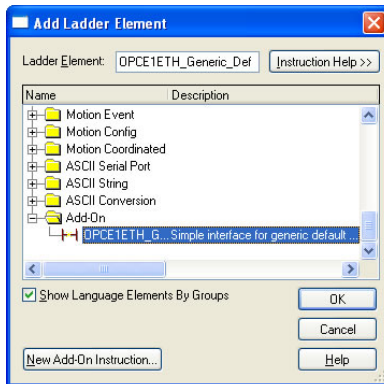 Add Ladder Element
Ladder Element: OPCE1ETH_Generic_Def Instruction Help >>
Name Description
Motion Event
Motion Config
Motion Coordinated
ASCII Serial Port
ASCII String
ASCII Conversion
Add-On
OPCE1ETH_G... Simple interface for generic default ...
Show Language Elements By Groups OK
Cancel
New Add-On Instruction... Help